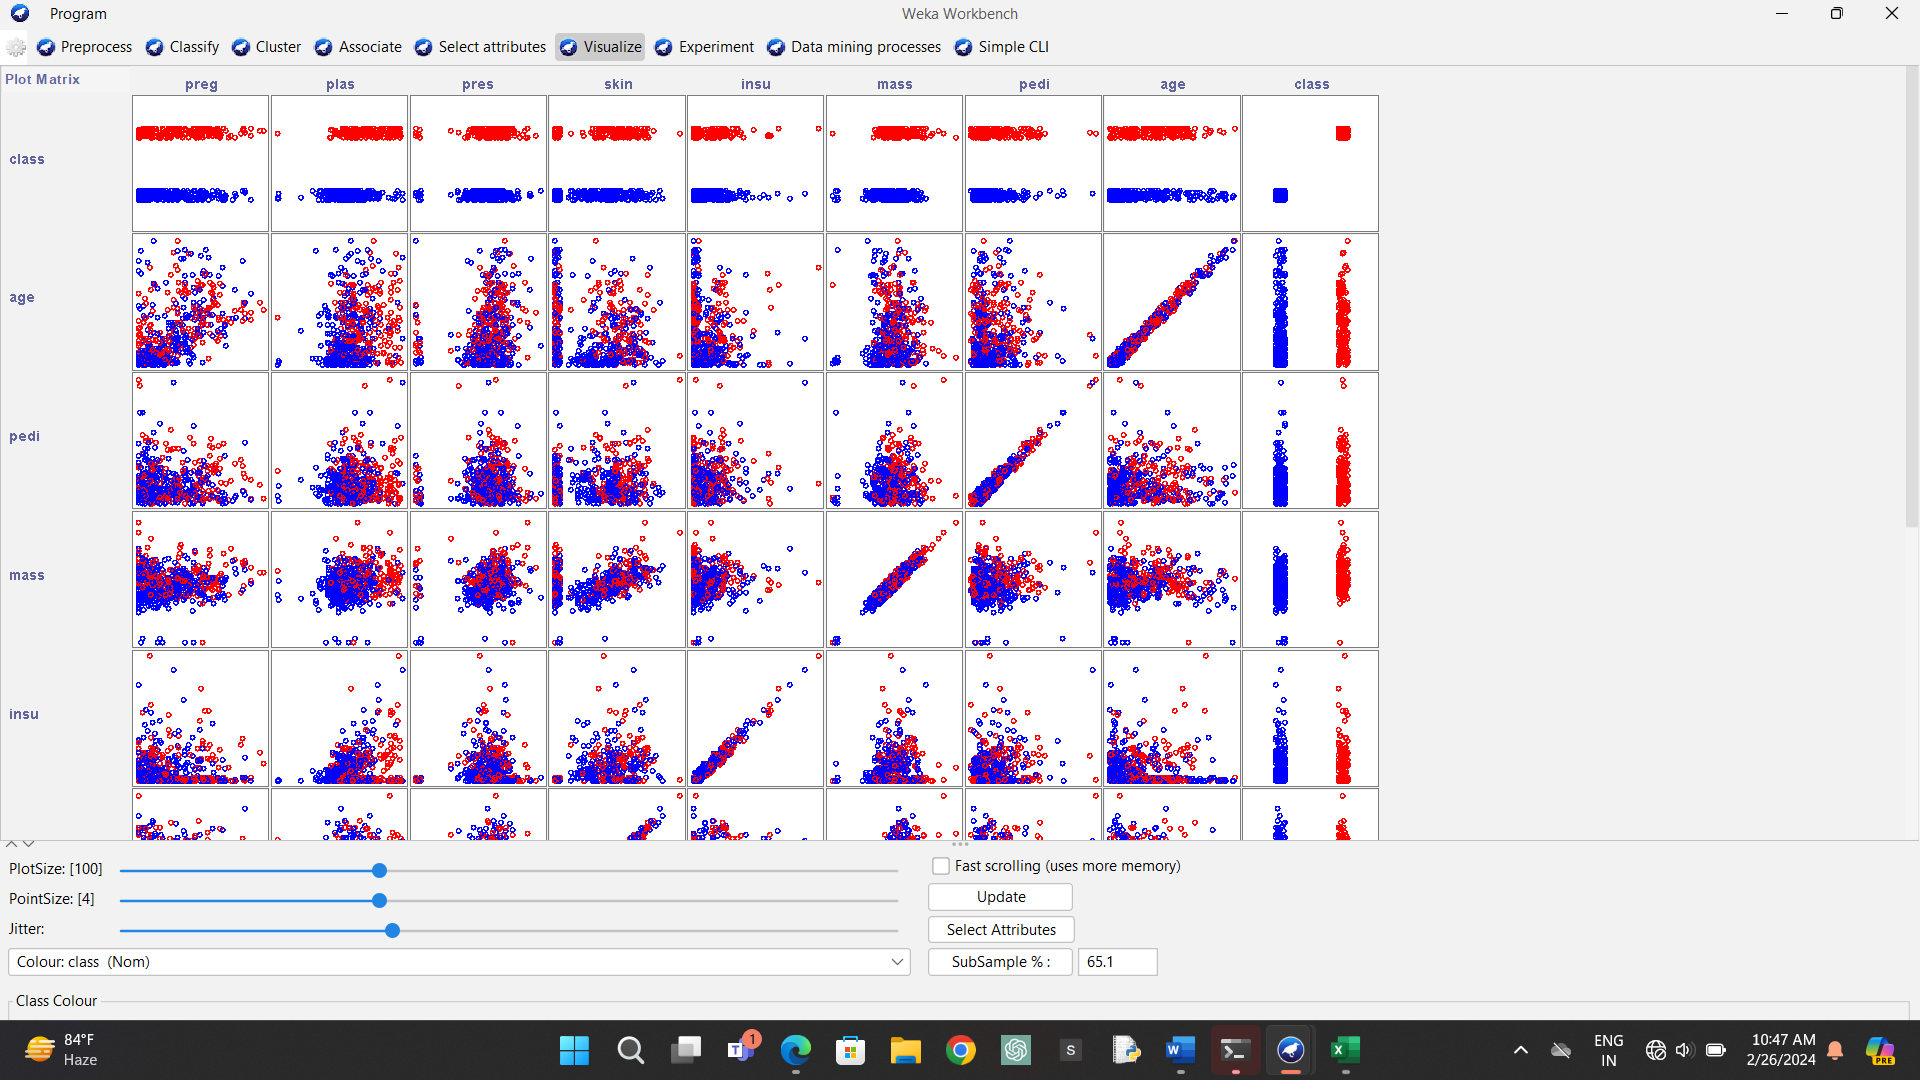 Program
Weka Workbench
Preprocess Classify Cluster Associate Select attributes Visualize Experiment Data mining processes Simple CLI
Plot Matrix
preg plas pres skin insu mass pedi age class
class
age
pedi
mass
insu
PlotSize: [100]
Fast scrolling (uses more memory)
PointSize: [4]
Update
Jitter:
Select Attributes
Colour: class (Nom)
SubSample % : 65.1
Class Colour
84°F
Haze
1
T
S
W
X
PRE
ENG
IN
10:47 AM
2/26/2024